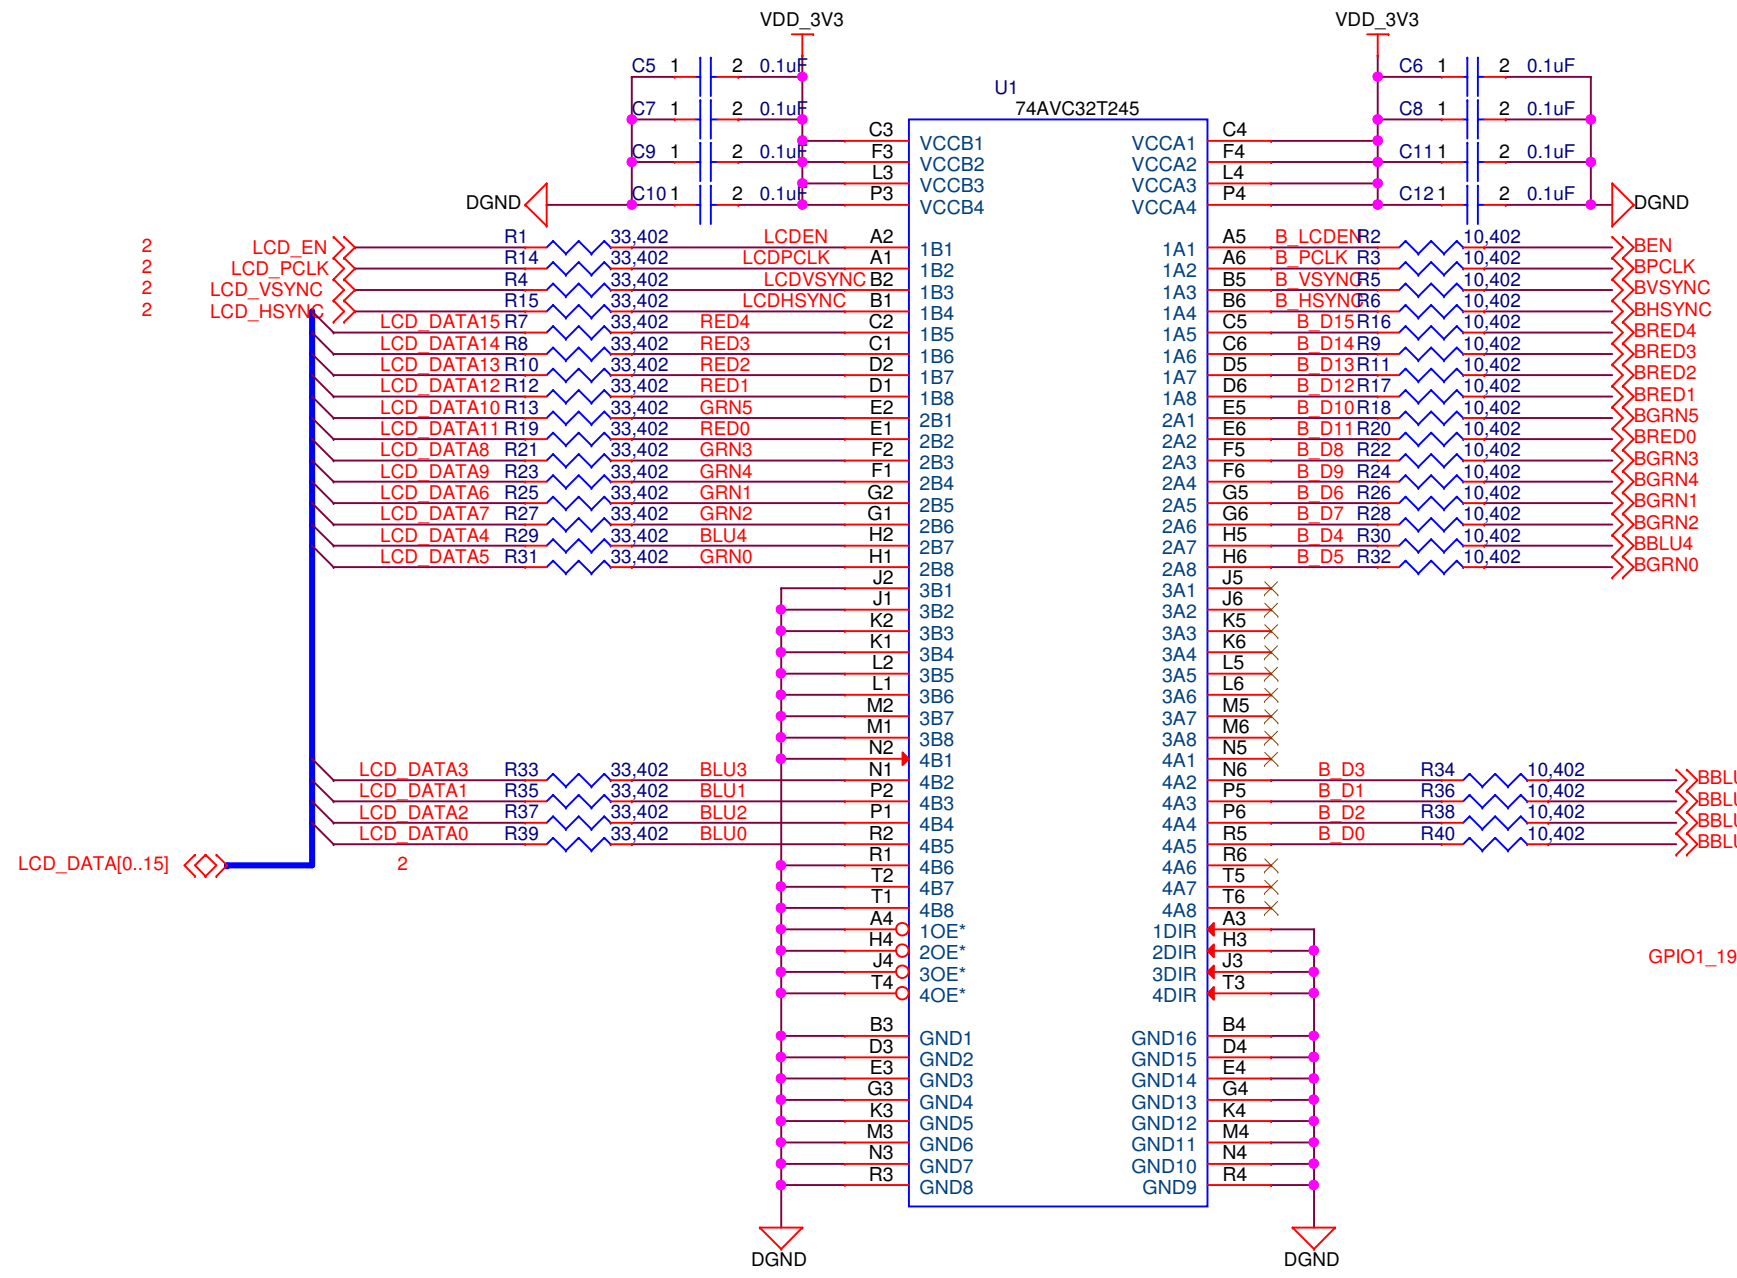 VDD_3V3 VDD_3V3
C5 1 2 0.1uF C6 1 2 0.1uF
U1
C7 1 2 0.1uF 74AVC32T245 C8 1 2 0.1uF
C3 VCCB1 VCCA1 C4
C9 1 2 0.1uF F3 VCCB2 VCCA2 F4 C11 1 2 0.1uF
L3 VCCB3 VCCA3 L4
DGND C10 1 2 0.1uF P3 VCCB4 VCCA4 P4 C12 1 2 0.1uF DGND
2 LCD_EN R1 33,402 LCDEN A2 1B1 1A1 A5 B_LCDEN R2 10,402 BEN
2 LCD_PCLK R14 33,402 LCDPCLK A1 1B2 1A2 A6 B_PCLK R3 10,402 BPCLK
2 LCD_VSYNC R4 33,402 LCDVSYNC B2 1B3 1A3 B5 B_VSYNC R5 10,402 BVSYNC
2 LCD_HSYNC R15 33,402 LCDHSYNC B1 1B4 1A4 B6 B_HSYNC R6 10,402 BHSYNC
LCD_DATA15 R7 33,402 RED4 C2 1B5 1A5 C5 B_D15 R16 10,402 BRED4
LCD_DATA14 R8 33,402 RED3 C1 1B6 1A6 C6 B_D14 R9 10,402 BRED3
LCD_DATA13 R10 33,402 RED2 D2 1B7 1A7 D5 B_D13 R11 10,402 BRED2
LCD_DATA12 R12 33,402 RED1 D1 1B8 1A8 D6 B_D12 R17 10,402 BRED1
LCD_DATA10 R13 33,402 GRN5 E2 2B1 2A1 E5 B_D10 R18 10,402 BGRN5
LCD_DATA11 R19 33,402 RED0 E1 2B2 2A2 E6 B_D11 R20 10,402 BRED0
LCD_DATA8 R21 33,402 GRN3 F2 2B3 2A3 F5 B_D8 R22 10,402 BGRN3
LCD_DATA9 R23 33,402 GRN4 F1 2B4 2A4 F6 B_D9 R24 10,402 BGRN4
LCD_DATA6 R25 33,402 GRN1 G2 2B5 2A5 G5 B_D6 R26 10,402 BGRN1
LCD_DATA7 R27 33,402 GRN2 G1 2B6 2A6 G6 B_D7 R28 10,402 BGRN2
LCD_DATA4 R29 33,402 BLU4 H2 2B7 2A7 H5 B_D4 R30 10,402 BBLU4
LCD_DATA5 R31 33,402 GRN0 H1 2B8 2A8 H6 B_D5 R32 10,402 BGRN0
J2 3B1 3A1 J5
J1 3B2 3A2 J6
K2 3B3 3A3 K5
K1 3B4 3A4 K6
L2 3B5 3A5 L5
L1 3B6 3A6 L6
M2 3B7 3A7 M5
M1 3B8 3A8 M6
N2 4B1 4A1 N5
LCD_DATA3 R33 33,402 BLU3 N1 4B2 4A2 N6 B_D3 R34 10,402 BBLU
LCD_DATA1 R35 33,402 BLU1 P2 4B3 4A3 P5 B_D1 R36 10,402 BBLU
LCD_DATA2 R37 33,402 BLU2 P1 4B4 4A4 P6 B_D2 R38 10,402 BBLU
LCD_DATA0 R39 33,402 BLU0 R2 4B5 4A5 R5 B_D0 R40 10,402 BBLU
LCD_DATA[0..15] 2 R1 4B6 4A6 R6
T2 4B7 4A7 T5
T1 4B8 4A8 T6
A4 1OE* 1DIR A3
H4 2OE* 2DIR H3
J4 3OE* 3DIR J3 GPIO1_19
T4 4OE* 4DIR T3
B3 GND1 GND16 B4
D3 GND2 GND15 D4
E3 GND3 GND14 E4
G3 GND4 GND13 G4
K3 GND5 GND12 K4
M3 GND6 GND11 M4
N3 GND7 GND10 N4
R3 GND8 GND9 R4
DGND DGND